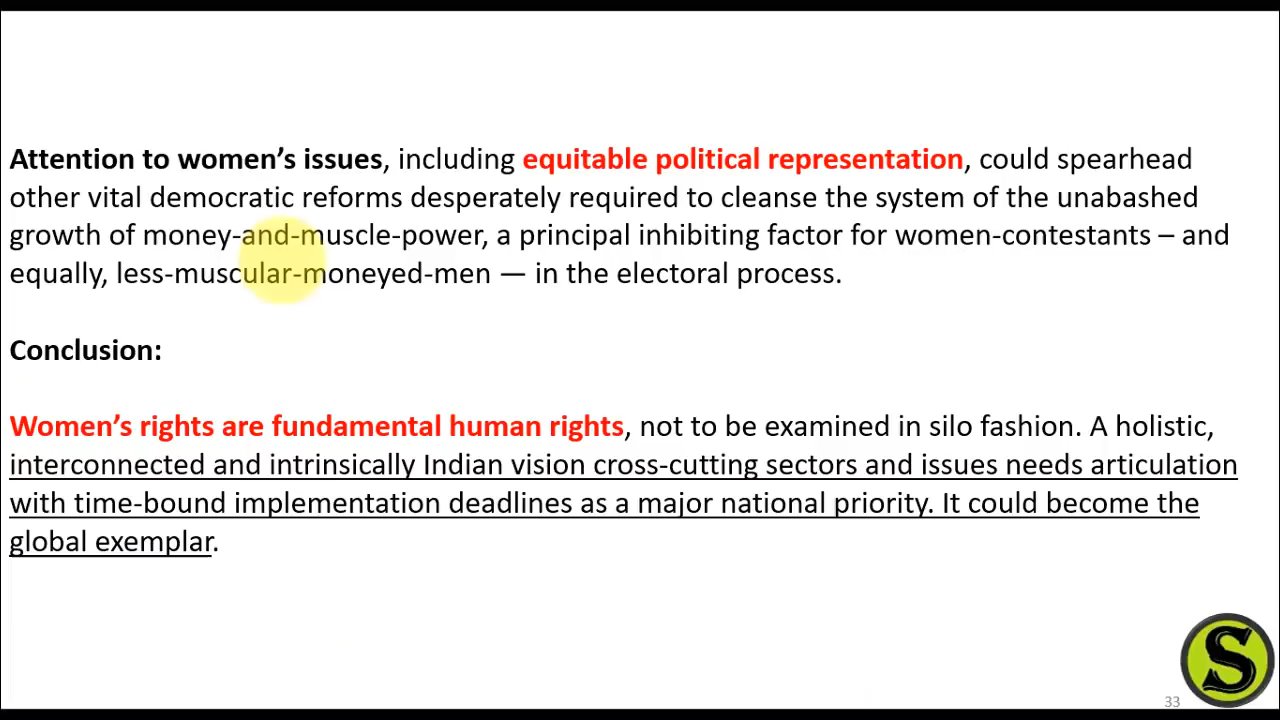 Attention to women’s issues, including equitable political representation, could spearhead
other vital democratic reforms desperately required to cleanse the system of the unabashed
growth of money-and-muscle-power, a principal inhibiting factor for women-contestants – and
equally, less-muscular-moneyed-men — in the electoral process.
Conclusion:
Women’s rights are fundamental human rights, not to be examined in silo fashion. A holistic,
interconnected and intrinsically Indian vision cross-cutting sectors and issues needs articulation
with time-bound implementation deadlines as a major national priority. It could become the
global exemplar.
S
33